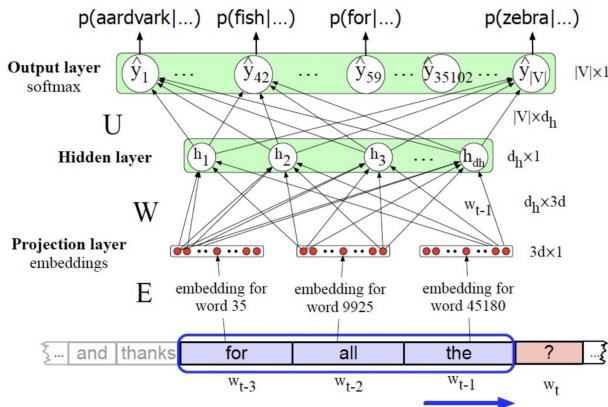 p(aardvark|...) p(fish|...) p(for|...) p(zebra|...)
Output layer softmax ŷ1 ... ŷ42 ... ŷ59 ... ŷ35102 ... ŷ|V| |V|×1
U |V|×dh
Hidden layer h1 h2 h3 ... hdh dh×1
W wt-1 dh×3d
Projection layer embeddings 3d×1
E embedding for word 35 embedding for word 9925 embedding for word 45180
... and thanks for all the ? ...
wt-3 wt-2 wt-1 wt